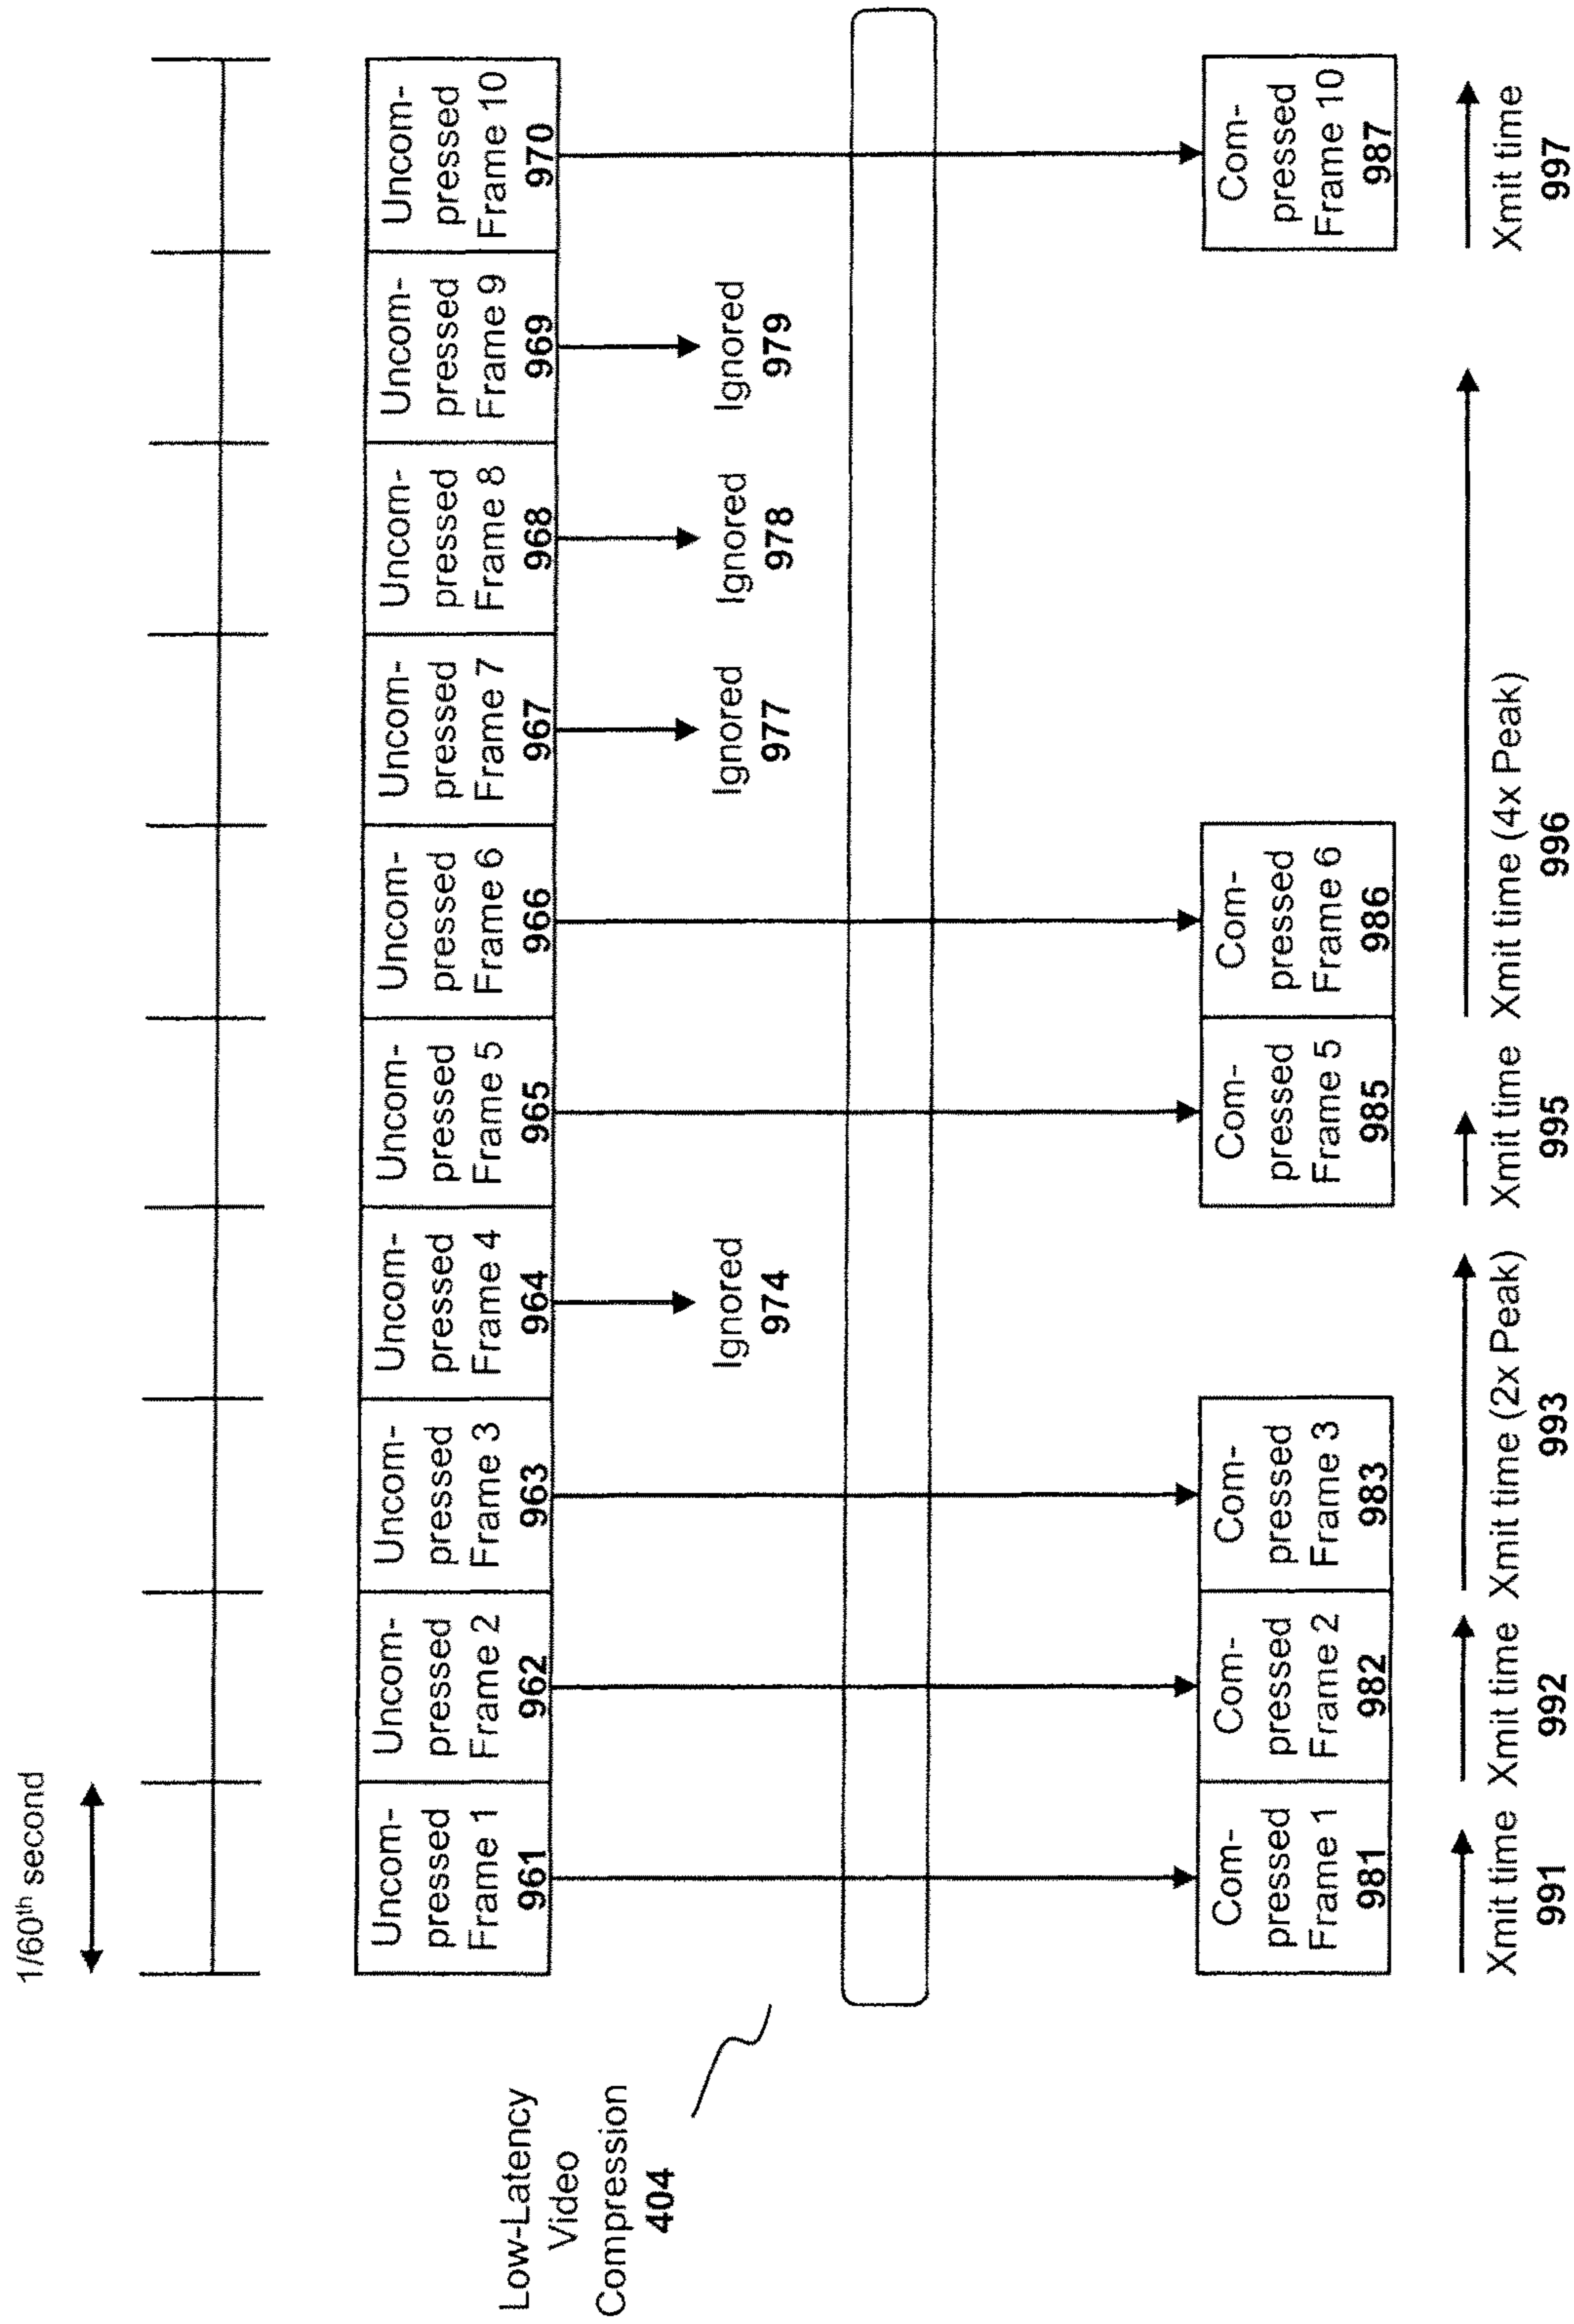 1/60th second
Uncom-
pressed
Frame 1
961
Uncom-
pressed
Frame 2
962
Uncom-
pressed
Frame 3
963
Uncom-
pressed
Frame 4
964
Uncom-
pressed
Frame 5
965
Uncom-
pressed
Frame 6
966
Uncom-
pressed
Frame 7
967
Uncom-
pressed
Frame 8
968
Uncom-
pressed
Frame 9
969
Uncom-
pressed
Frame 10
970
Ignored
974
Ignored
977
Ignored
978
Ignored
979
Low-Latency
Video
Compression
404
Com-
pressed
Frame 1
981
Com-
pressed
Frame 2
982
Com-
pressed
Frame 3
983
Com-
pressed
Frame 5
985
Com-
pressed
Frame 6
986
Com-
pressed
Frame 10
987
Xmit time
991
Xmit time
992
Xmit time (2x Peak)
993
Xmit time
995
Xmit time (4x Peak)
996
Xmit time
997